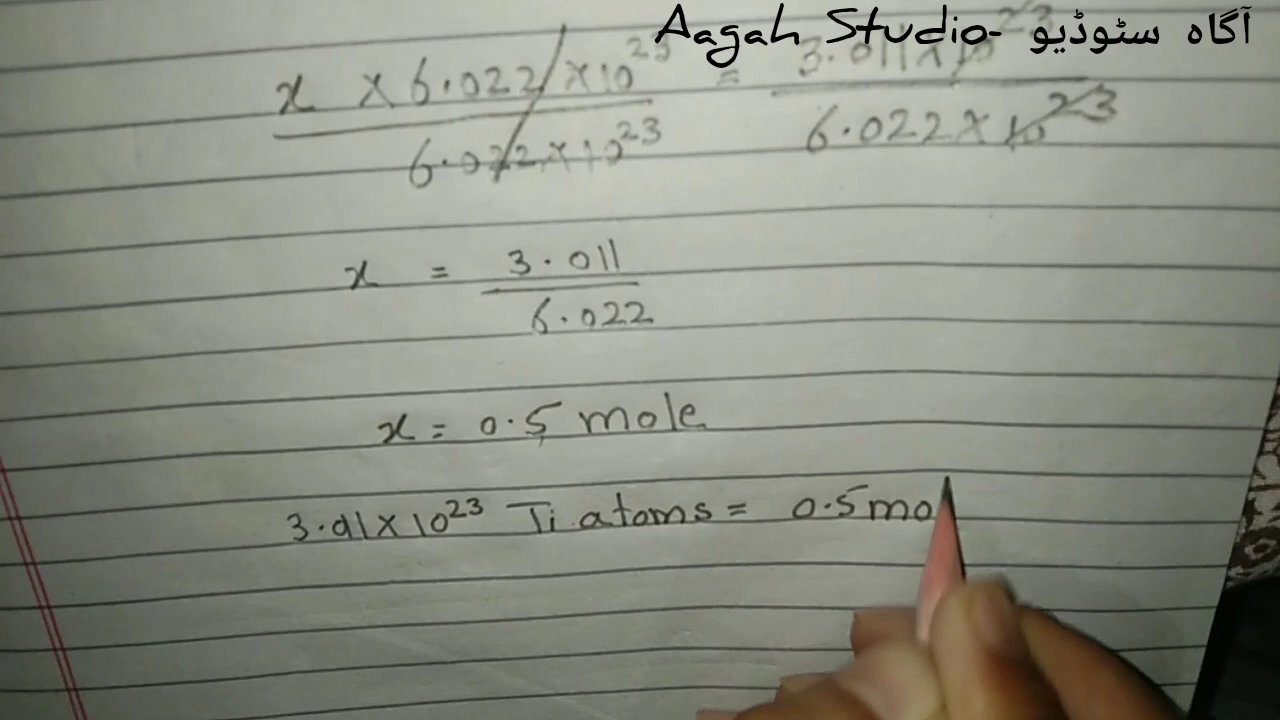 Aagah Studio- آگاہ سٹوڈیو
x × 6.022 × 10²³ = 3.011 × 10²³
6.022 × 10²³ 6.022 × 10²³
x = 3.011
6.022
x = 0.5 mole
3.011 × 10²³ Ti atoms = 0.5 mo